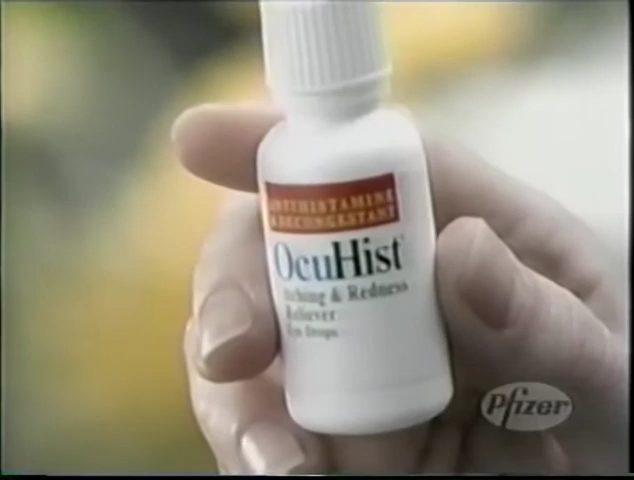 ANTIHISTAMINE
& DECONGESTANT
OcuHist
Itching & Redness
Reliever
Eye Drops
Pfizer